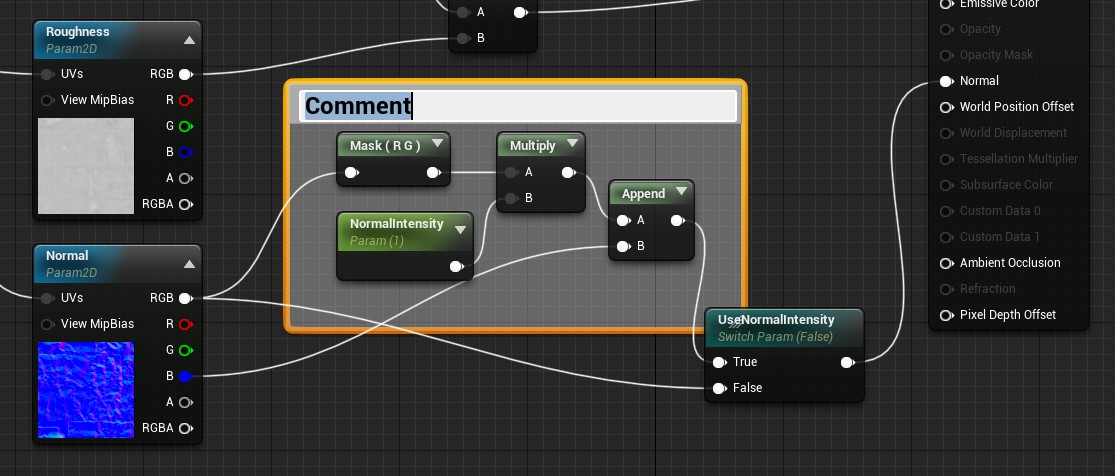 Roughness
Param2D
UVs
RGB
View MipBias
R
G
B
A
RGBA
A
B
Comment
Mask ( R G )
Multiply
A
B
NormalIntensity
Param (1)
Append
A
B
Normal
Param2D
UVs
RGB
View MipBias
R
G
B
A
RGBA
UseNormalIntensity
Switch Param (False)
True
False
Emissive Color
Opacity
Opacity Mask
Normal
World Position Offset
World Displacement
Tessellation Multiplier
Subsurface Color
Custom Data 0
Custom Data 1
Ambient Occlusion
Refraction
Pixel Depth Offset